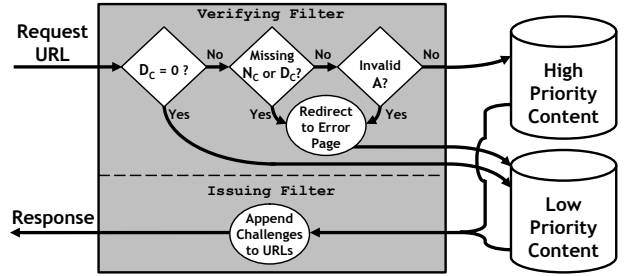 Verifying Filter
Request
URL
D_C = 0 ?
No
Missing
N_C or D_C?
No
Invalid
A?
No
Yes
Yes
Yes
Redirect
to Error
Page
High
Priority
Content
Issuing Filter
Response
Append
Challenges
to URLs
Low
Priority
Content